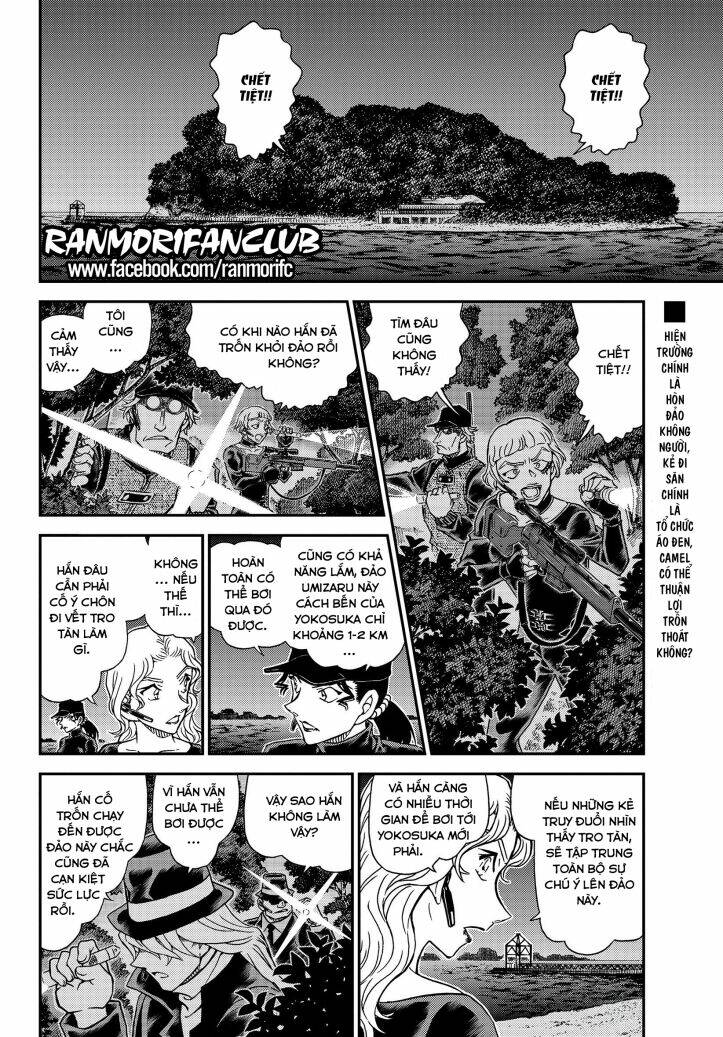 CHẾT
TIỆT!!
CHẾT
TIỆT!!
RANMORIFANCLUB
www.facebook.com/ranmorifc
HIỆN
TRƯỜNG
CHÍNH
LÀ
HÒN
ĐẢO
KHÔNG
NGƯỜI,
KẺ ĐI
SĂN
CHÍNH
LÀ
TỔ CHỨC
ÁO ĐEN,
CAMEL
CÓ THỂ
THUẬN
LỢI
TRỐN
THOÁT
KHÔNG?
CHẾT
TIỆT!!
TÌM ĐÂU
CŨNG
KHÔNG
THẤY!
CÓ KHI NÀO HẮN ĐÃ
TRỐN KHỎI ĐẢO RỒI
KHÔNG?
TÔI
CŨNG
...
CẢM
THẤY
VẬY...
CŨNG CÓ KHẢ
NĂNG LẮM, ĐẢO
UMIZARU NÀY
CÁCH BẾN CỦA
YOKOSUKA CHỈ
KHOẢNG 1-2 KM
...
HOÀN
TOÀN CÓ
THỂ BƠI
QUA ĐÓ
ĐƯỢC.
KHÔNG
... NẾU
THẾ
THÌ...
HẮN ĐÂU
CẦN PHẢI
CỐ Ý CHÔN
ĐI VẾT TRO
TÀN LÀM
GÌ.
NẾU NHỮNG KẺ
TRUY ĐUỔI NHÌN
THẤY TRO TÀN,
SẼ TẬP TRUNG
TOÀN BỘ SỰ
CHÚ Ý LÊN ĐẢO
NÀY.
VÀ HẮN CÀNG
CÓ NHIỀU THỜI
GIAN ĐỂ BƠI TỚI
YOKOSUKA MỚI
PHẢI.
VẬY SAO HẮN
KHÔNG LÀM
VẬY?
VÌ HẮN VẪN
CHƯA THỂ
BƠI ĐƯỢC
...
HẮN CỐ
TRỐN CHẠY
ĐẾN ĐƯỢC
ĐẢO NÀY CHẮC
CŨNG ĐÃ
CẠN KIỆT
SỨC LỰC
RỒI.